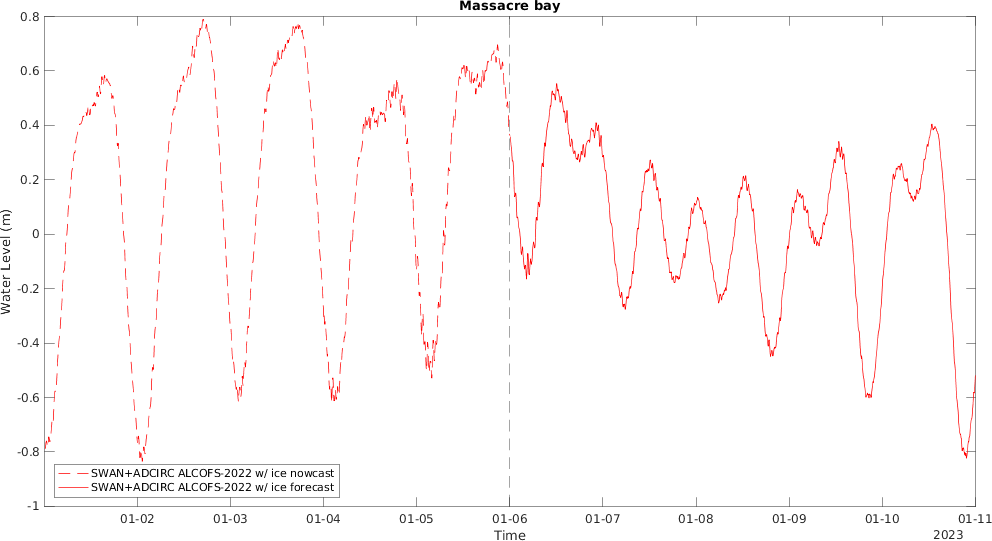 Massacre bay
0.8
0.6
0.4
0.2
0
-0.2
-0.4
-0.6
-0.8
-1
Water Level (m)
SWAN+ADCIRC ALCOFS-2022 w/ ice nowcast
SWAN+ADCIRC ALCOFS-2022 w/ ice forecast
01-02 01-03 01-04 01-05 01-06 01-07 01-08 01-09 01-10 01-11
Time
2023